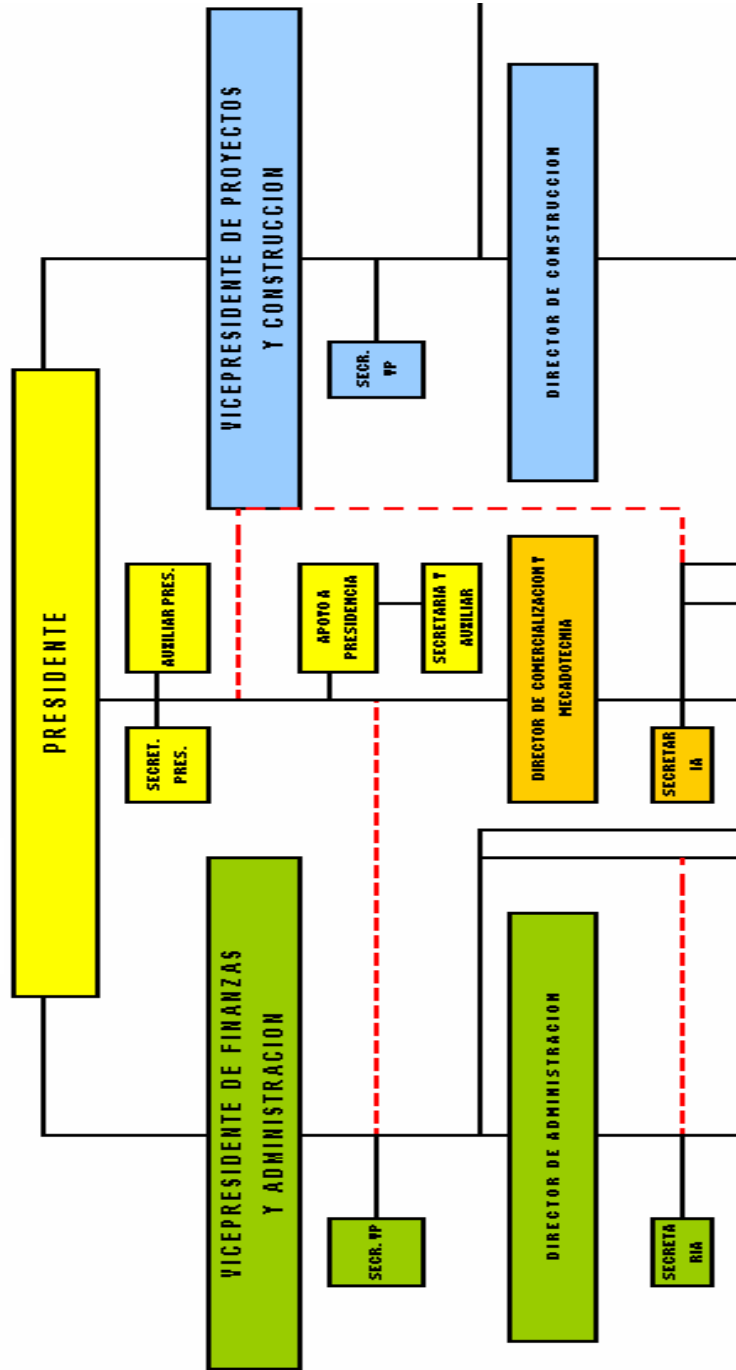 PRESIDENTE
SECRET.
PRES.
AUXILIAR PRES.
VICEPRESIDENTE DE FINANZAS
Y ADMINISTRACION
VICEPRESIDENTE DE PROYECTOS
Y CONSTRUCCION
SECR. VP
APOYO A
PRESIDENCIA
SECR.
VP
SECRETARIA Y
AUXILIAR
DIRECTOR DE ADMINISTRACION
DIRECTOR DE COMERCIALIZACION Y
MECADOTECNIA
DIRECTOR DE CONSTRUCCION
SECRETA
RIA
SECRETAR
IA